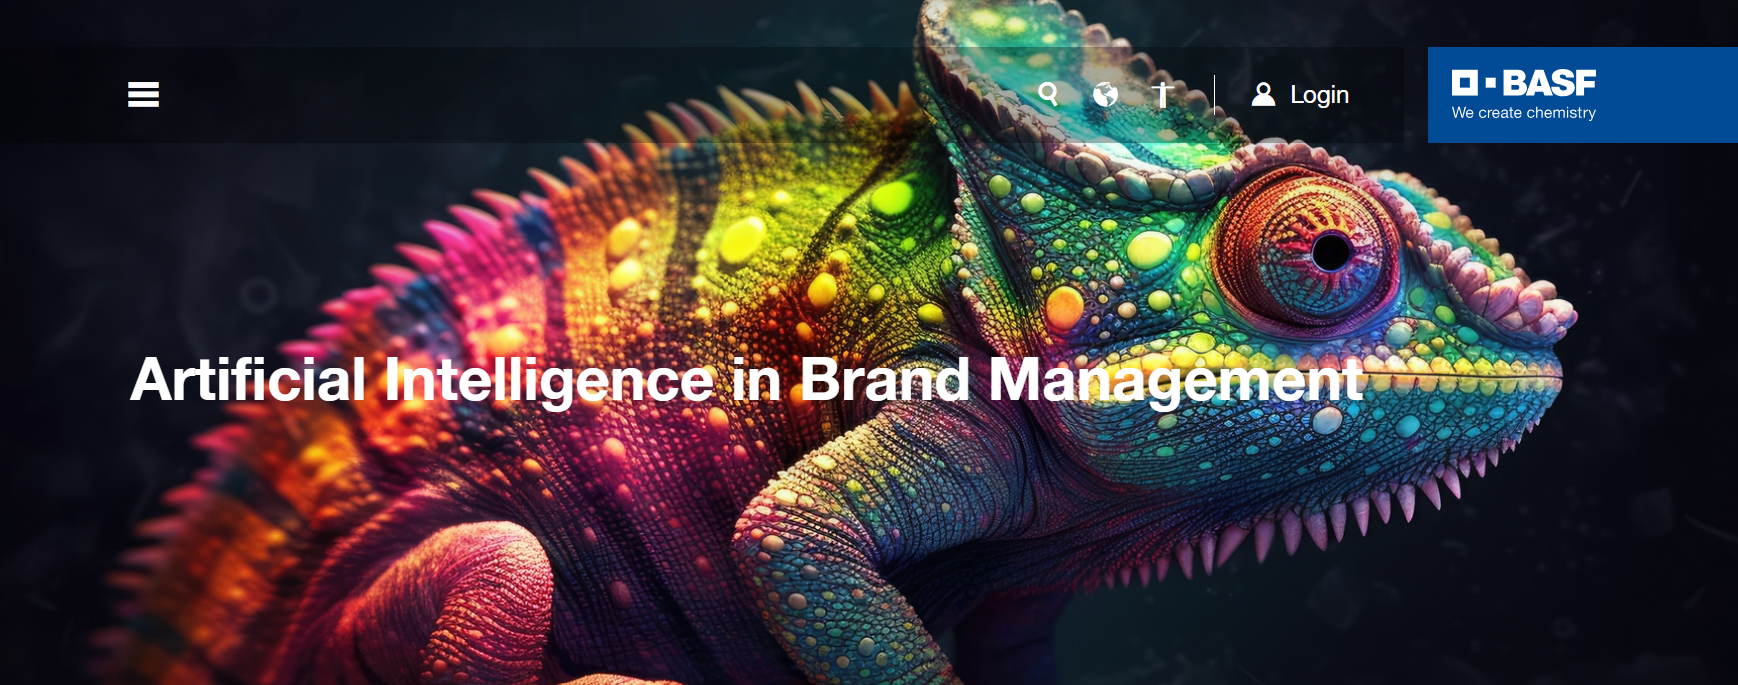 Login
BASF
We create chemistry
Artificial Intelligence in Brand Management